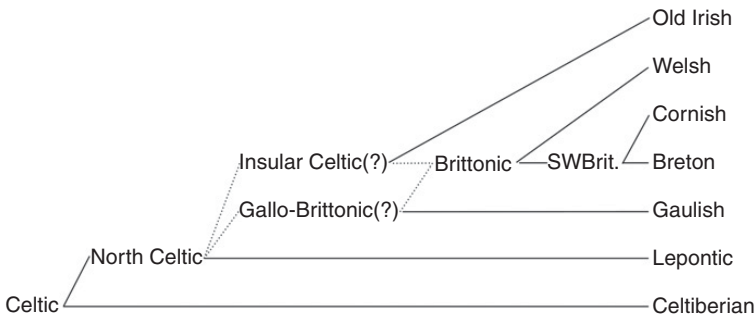 Old Irish
Welsh
Cornish
Insular Celtic(?) Brittonic SWBrit. Breton
Gallo-Brittonic(?) Gaulish
North Celtic Lepontic
Celtic Celtiberian